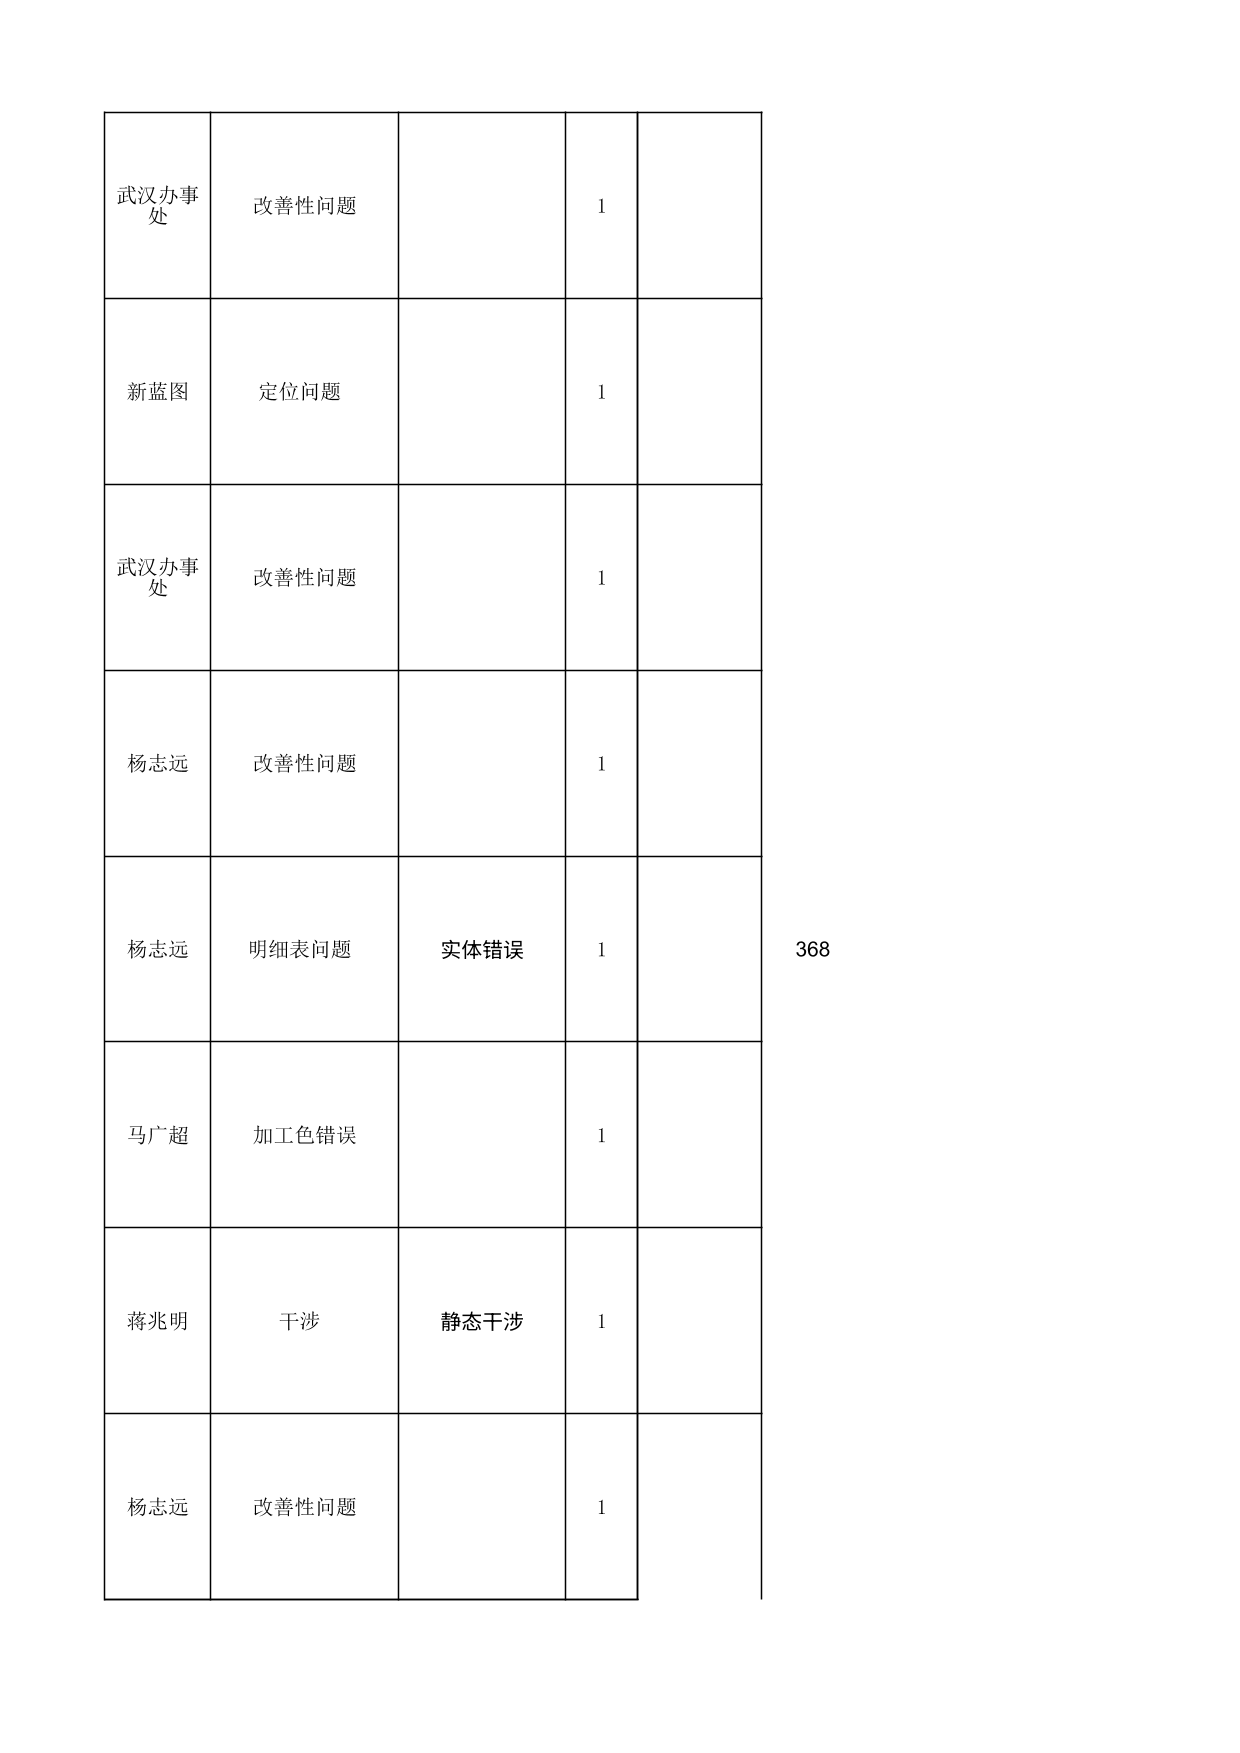 武汉办事
处
改善性问题
1
新蓝图
定位问题
1
武汉办事
处
改善性问题
1
杨志远
改善性问题
1
杨志远
明细表问题
实体错误
1
368
马广超
加工色错误
1
蒋兆明
干涉
静态干涉
1
杨志远
改善性问题
1